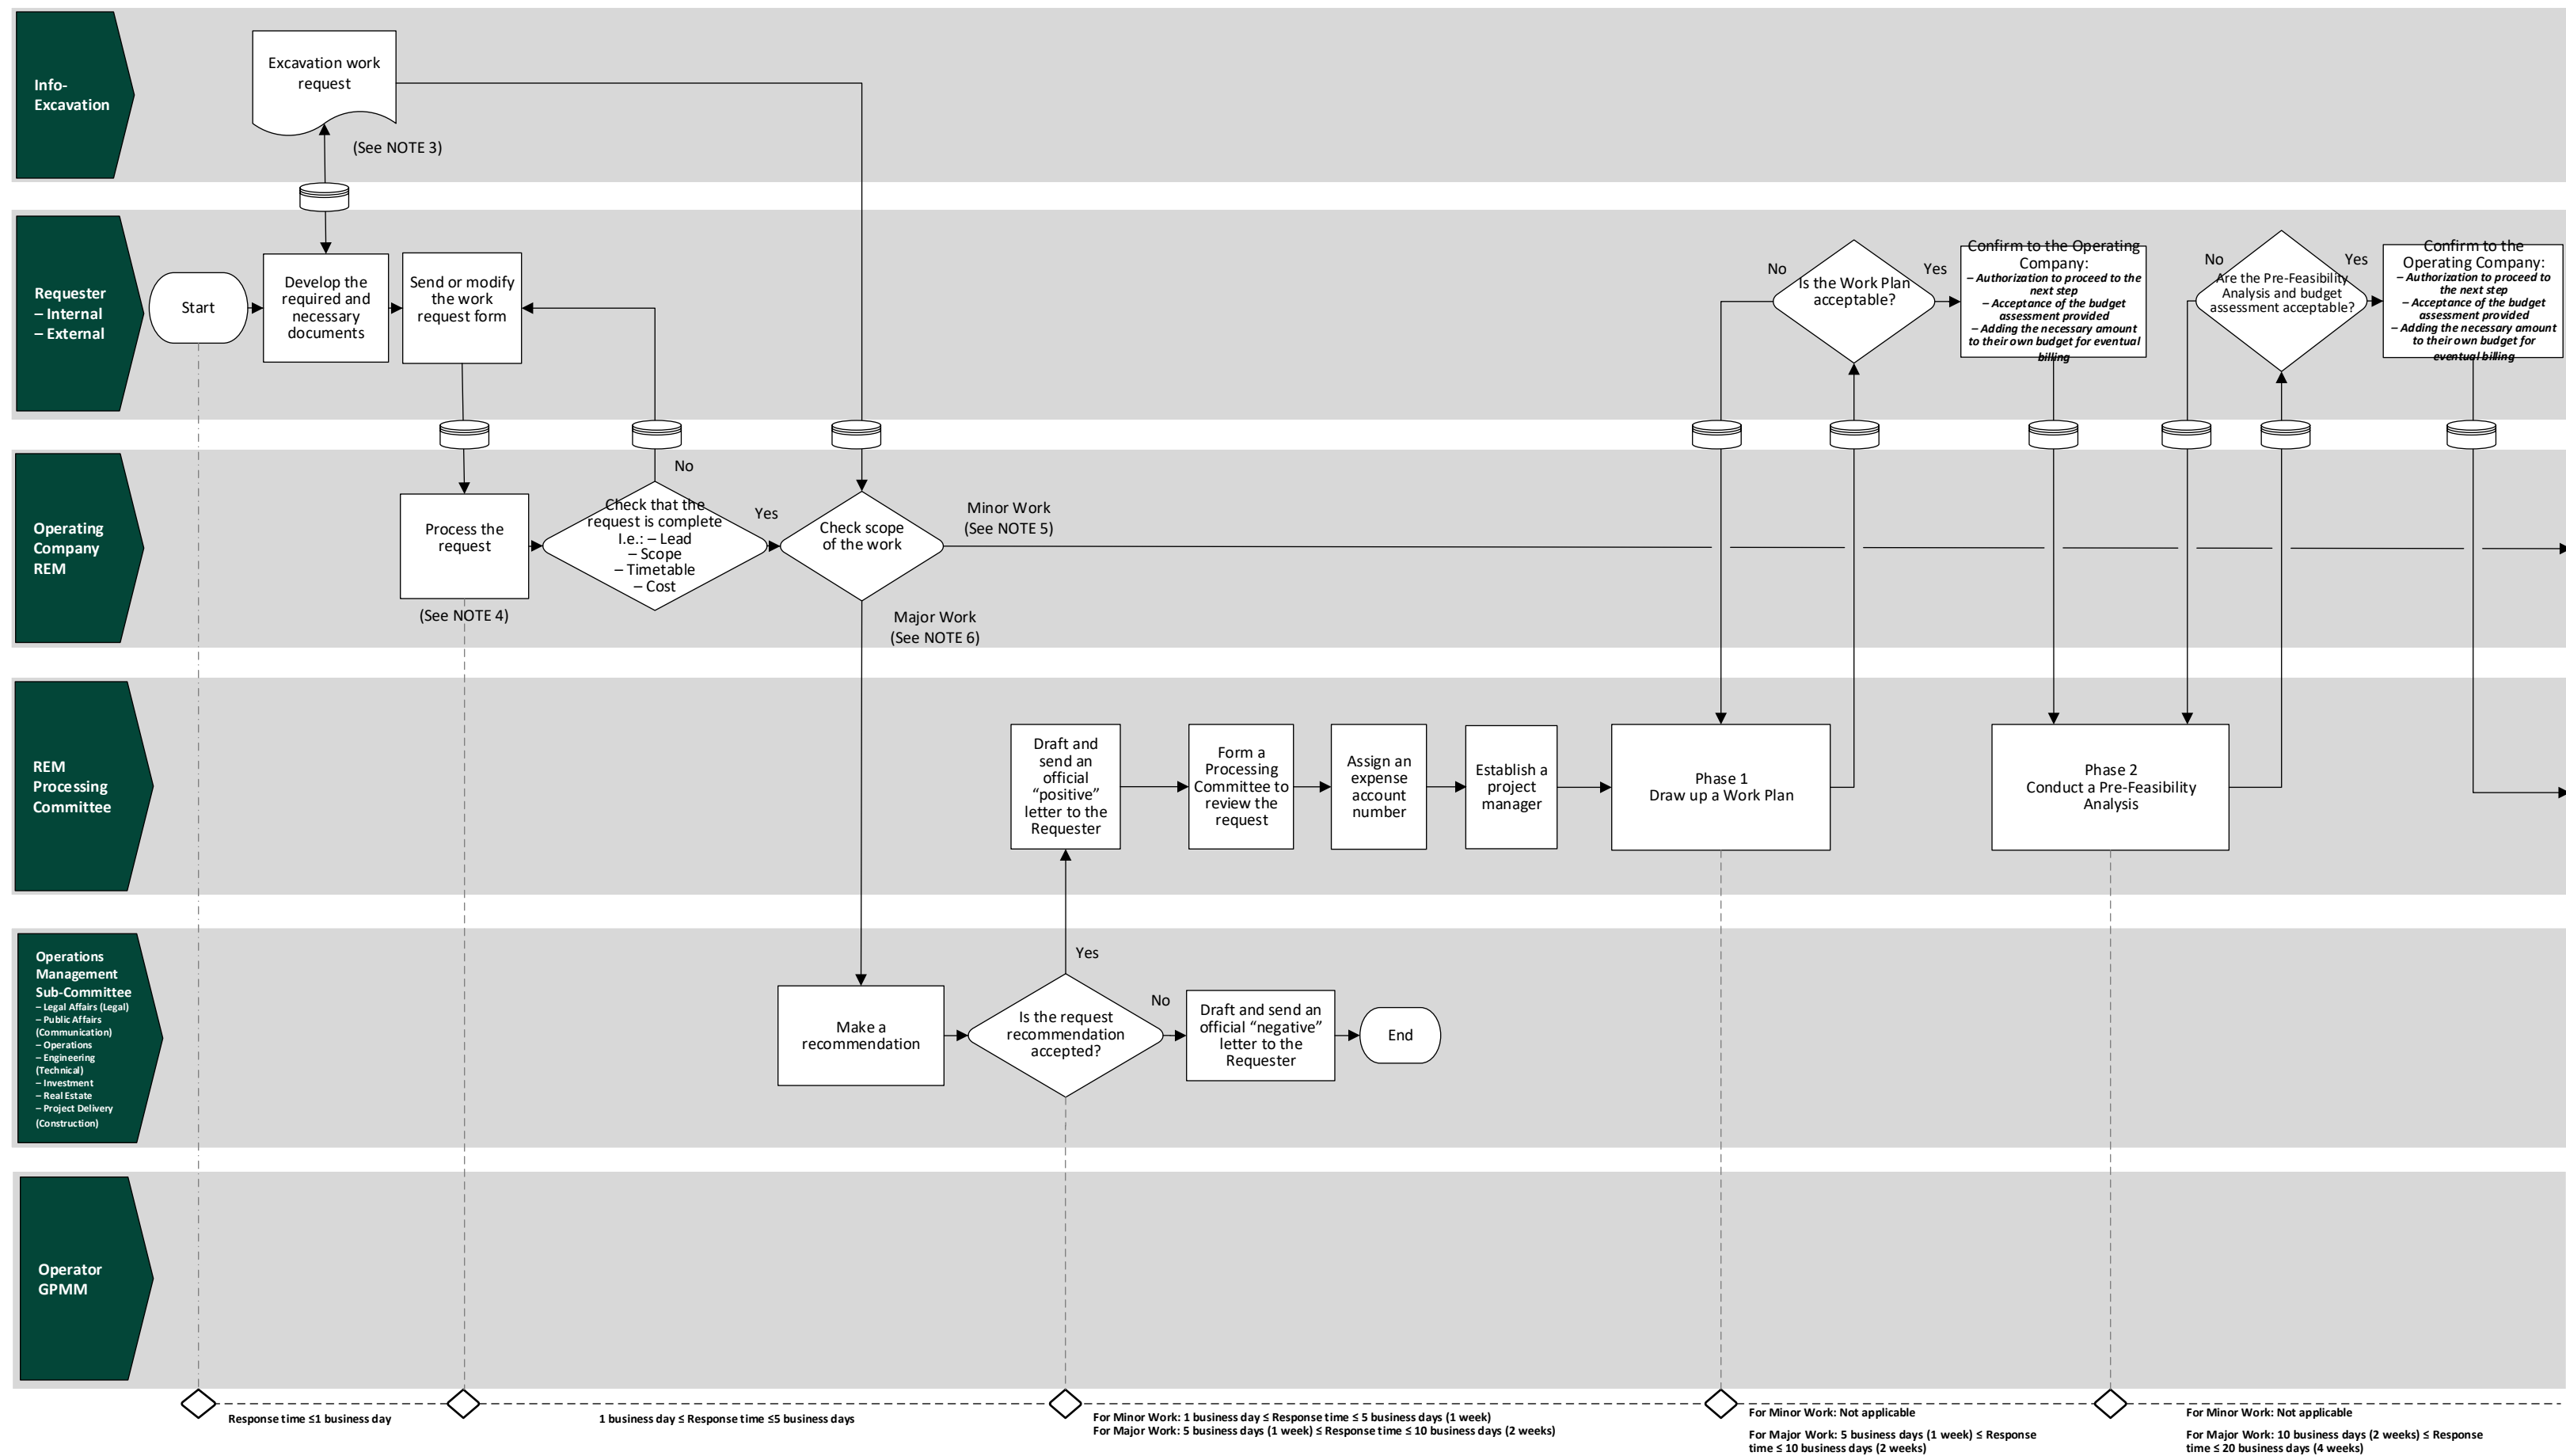 Info-
Excavation
Excavation work
request
(See NOTE 3)
Requester
– Internal
– External
Start
Develop the
required and
necessary
documents
Send or modify
the work
request form
No
Is the Work Plan
acceptable?
Yes
Confirm to the Operating
Company:
– Authorization to proceed to the
next step
– Acceptance of the budget
assessment provided
– Adding the necessary amount
to their own budget for eventual
billing
No
Are the Pre-Feasibility
Analysis and budget
assessment acceptable?
Yes
Confirm to the
Operating Company:
– Authorization to proceed to
the next step
– Acceptance of the budget
assessment provided
– Adding the necessary amount
to their own budget for
eventual billing
Operating
Company
REM
Process the
request
(See NOTE 4)
No
Check that the
request is complete
I.e.: – Lead
– Scope
– Timetable
– Cost
Yes
Check scope
of the work
Minor Work
(See NOTE 5)
Major Work
(See NOTE 6)
REM
Processing
Committee
Draft and
send an
official
“positive”
letter to the
Requester
Form a
Processing
Committee to
review the
request
Assign an
expense
account
number
Establish a
project
manager
Phase 1
Draw up a Work Plan
Phase 2
Conduct a Pre-Feasibility
Analysis
Operations
Management
Sub-Committee
– Legal Affairs (Legal)
– Public Affairs
(Communication)
– Operations
– Engineering
(Technical)
– Investment
– Real Estate
– Project Delivery
(Construction)
Make a
recommendation
Yes
Is the request
recommendation
accepted?
No
Draft and send an
official “negative”
letter to the
Requester
End
Operator
GPMM
Response time ≤1 business day
1 business day ≤ Response time ≤5 business days
For Minor Work: 1 business day ≤ Response time ≤ 5 business days (1 week)
For Major Work: 5 business days (1 week) ≤ Response time ≤ 10 business days (2 weeks)
For Minor Work: Not applicable
For Major Work: 5 business days (1 week) ≤ Response
time ≤ 10 business days (2 weeks)
For Minor Work: Not applicable
For Major Work: 10 business days (2 weeks) ≤ Response
time ≤ 20 business days (4 weeks)